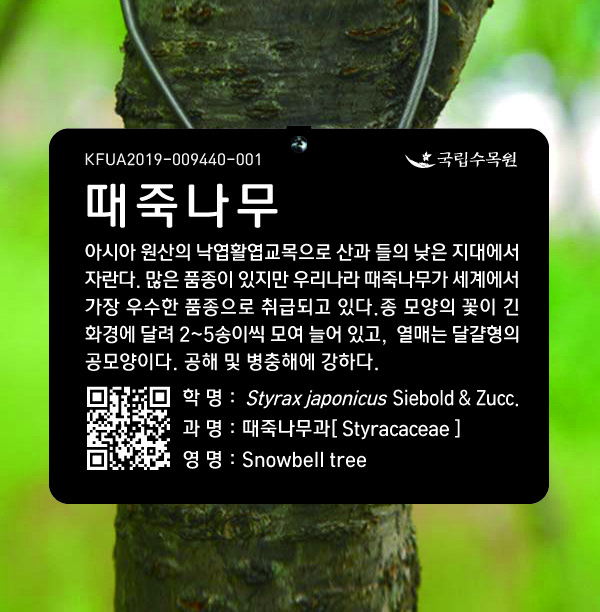 KFUA2019-009440-001
국립수목원
때죽나무
아시아 원산의 낙엽활엽교목으로 산과 들의 낮은 지대에서
자란다. 많은 품종이 있지만 우리나라 때죽나무가 세계에서
가장 우수한 품종으로 취급되고 있다.종 모양의 꽃이 긴
화경에 달려 2~5송이씩 모여 늘어 있고, 열매는 달걀형의
공모양이다. 공해 및 병충해에 강하다.
학 명 : Styrax japonicus Siebold & Zucc.
과 명 : 때죽나무과[ Styracaceae ]
영 명 : Snowbell tree